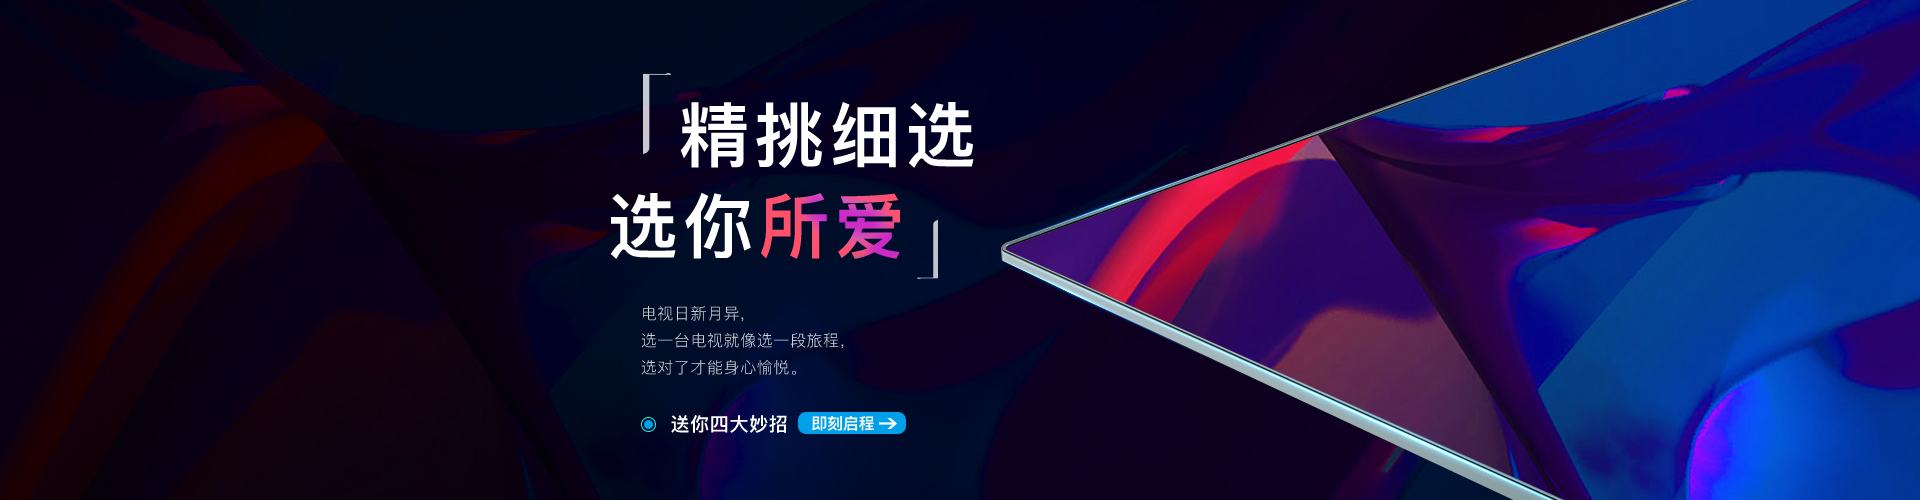 「精挑细选
选你所爱」
电视日新月异，
选一台电视就像选一段旅程，
选对了才能身心愉悦。
送你四大妙招 即刻启程→